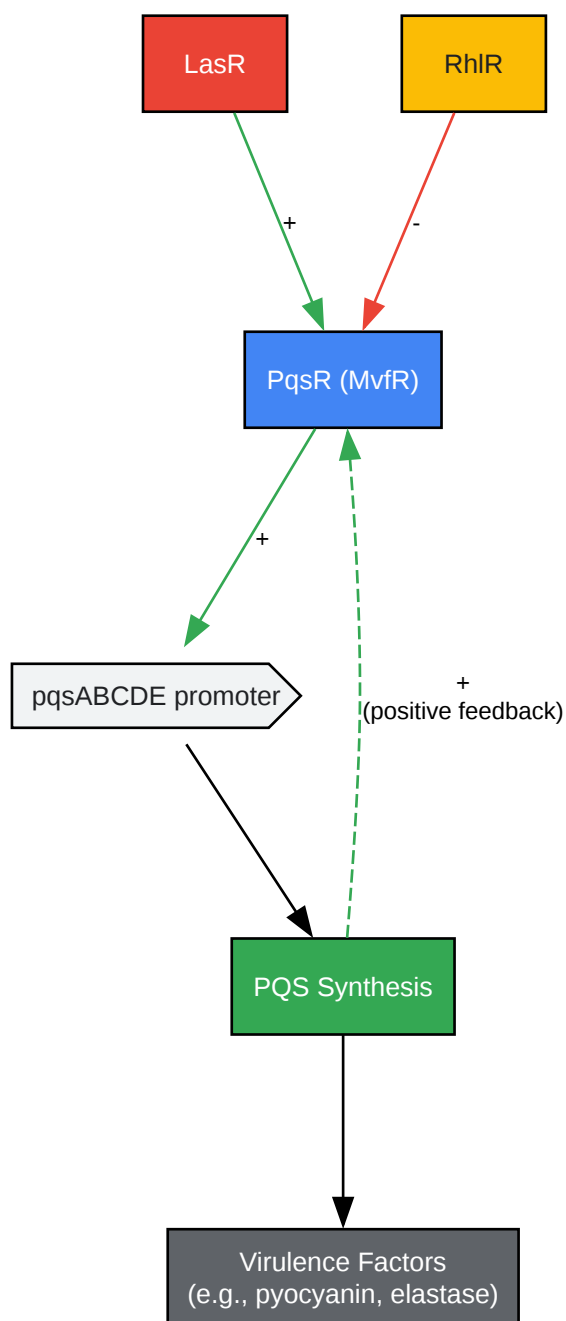 LasR
RhlR
+
-
PqsR (MvfR)
+
pqsABCDE promoter
+
(positive feedback)
PQS Synthesis
Virulence Factors
(e.g., pyocyanin, elastase)